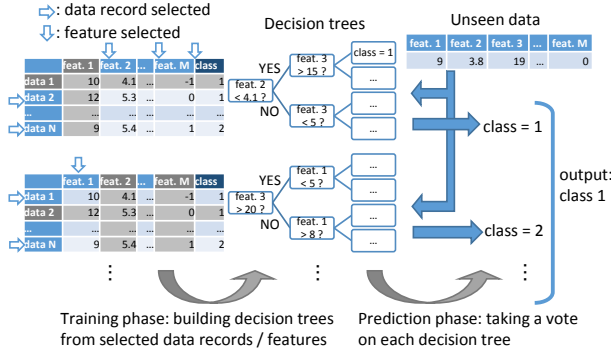 : data record selected
: feature selected
Decision trees
Unseen data
feat. 1 feat. 2 feat. 3 ... feat. M
9 3.8 19 ... 0
feat. 1 feat. 2 ... feat. M class
data 1 10 4.1 ... -1 1
data 2 12 5.3 ... 0 1
... ... ... ... ...
data N 9 5.4 ... 1 2
feat. 2
< 4.1 ?
YES
NO
feat. 3
> 15 ?
feat. 3
< 5 ?
class = 1
...
...
...
class = 1
feat. 1 feat. 2 ... feat. M class
data 1 10 4.1 ... -1 1
data 2 12 5.3 ... 0 1
... ... ... ... ...
data N 9 5.4 ... 1 2
feat. 3
> 20 ?
YES
NO
feat. 1
< 5 ?
feat. 1
> 8 ?
...
...
...
...
class = 2
output:
class 1
Training phase: building decision trees
from selected data records / features
Prediction phase: taking a vote
on each decision tree